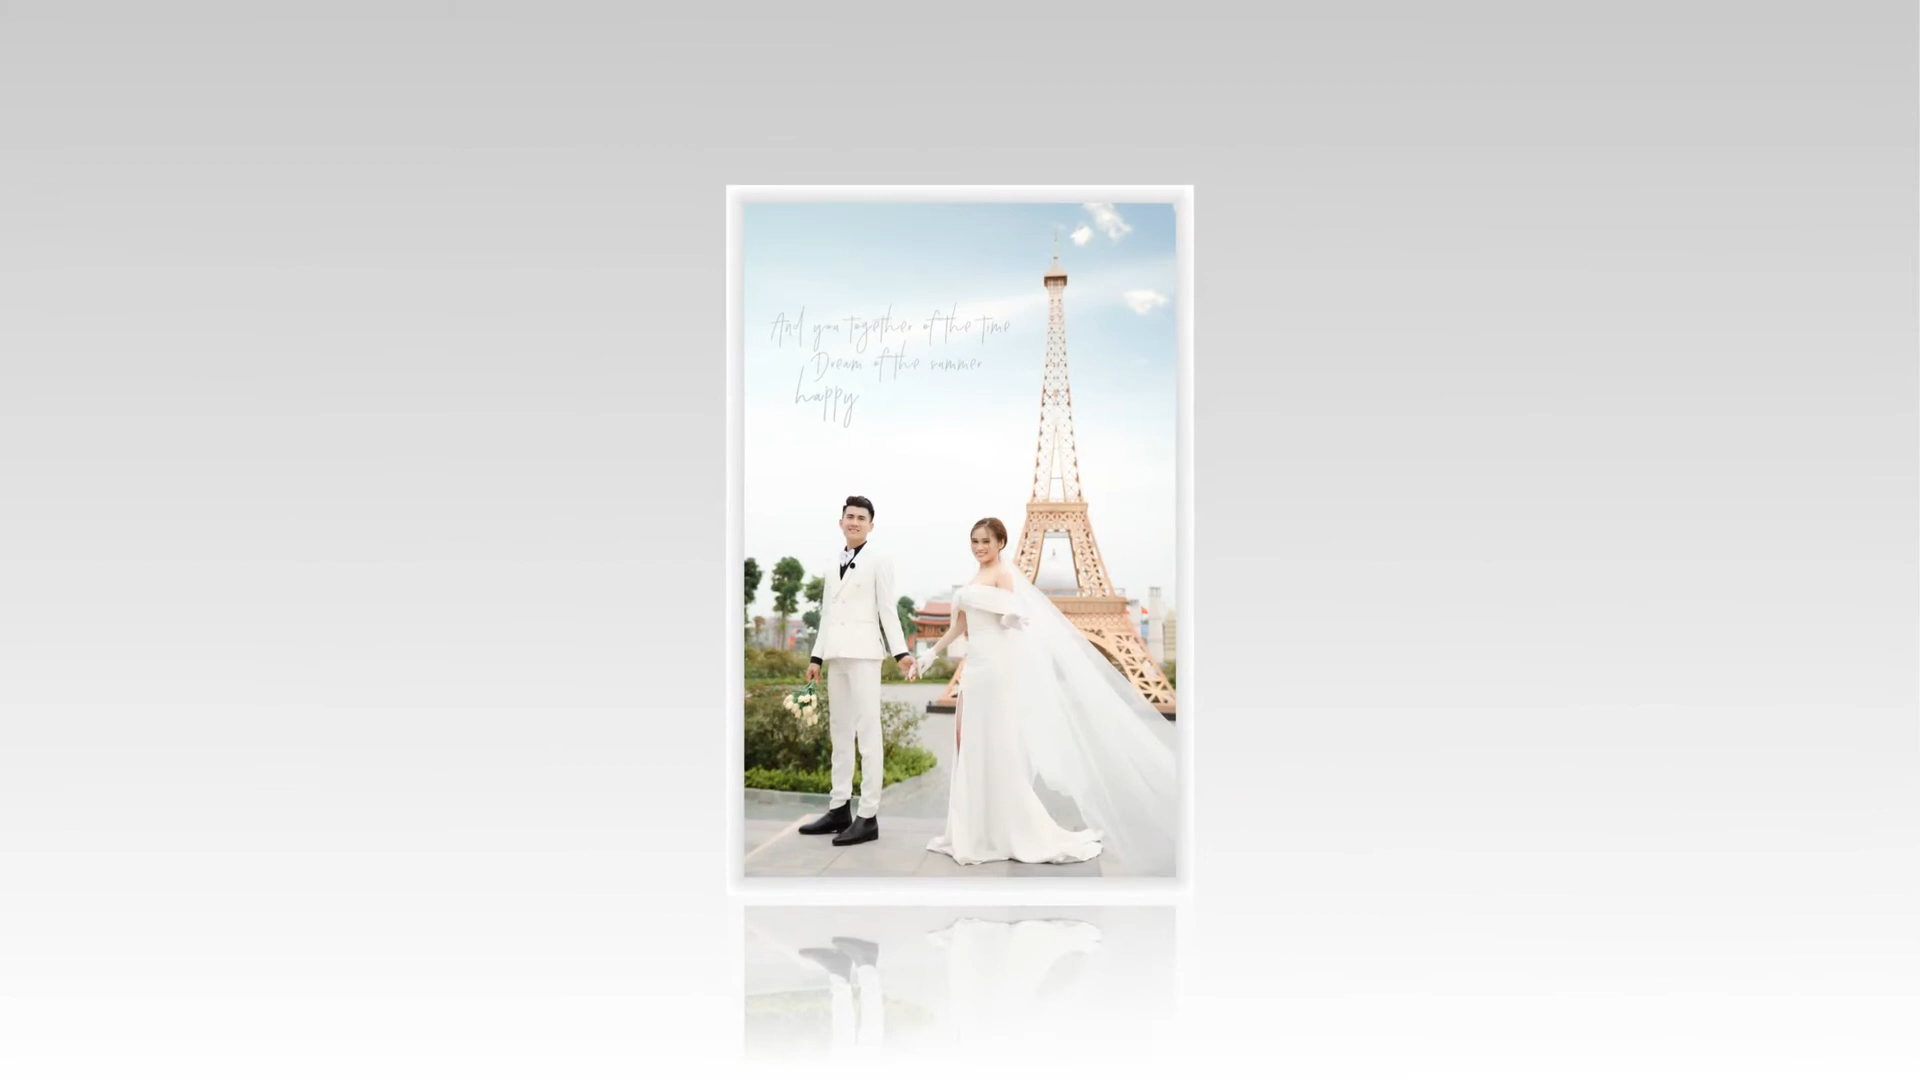 And you together of the time
Dream of the summer
happy